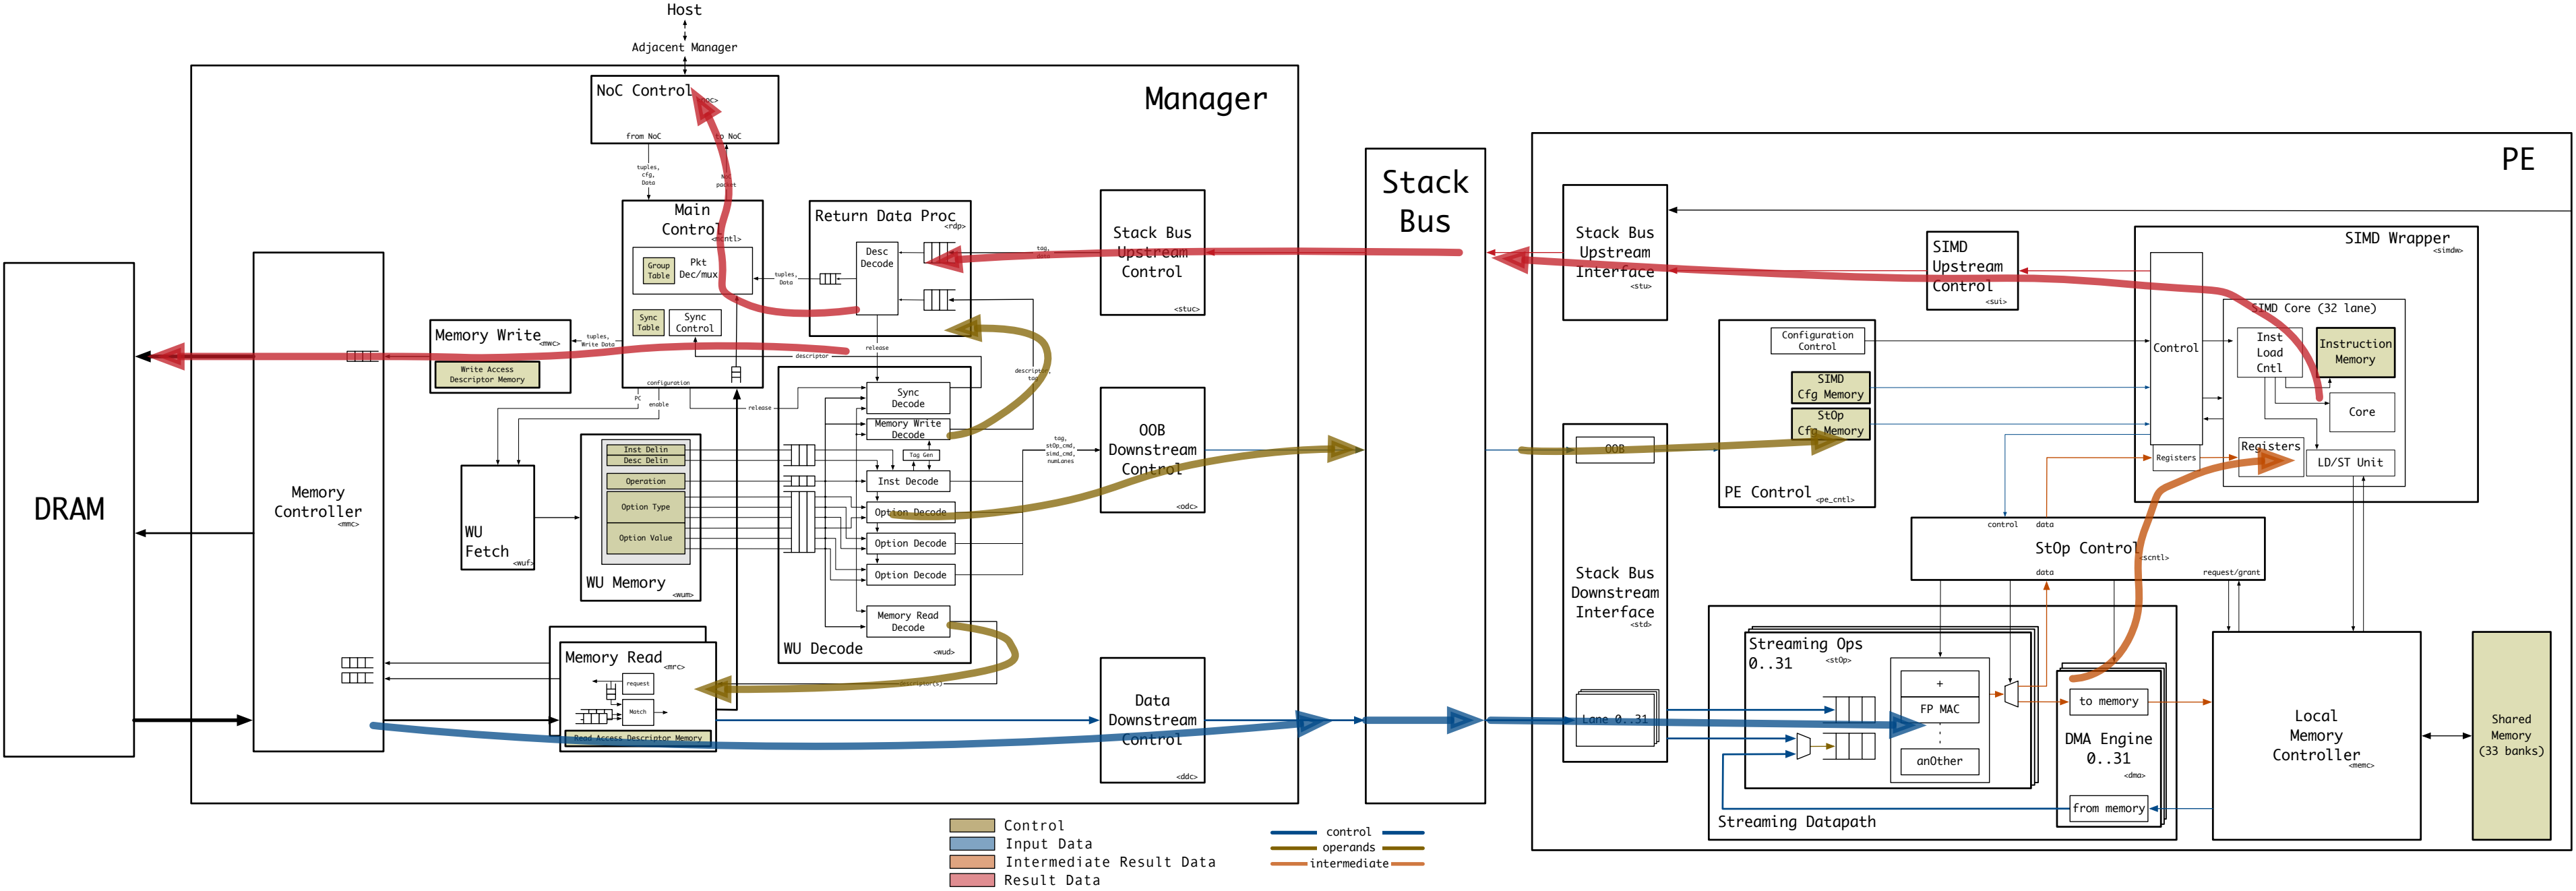 Host
Adjacent Manager
Manager
NoC Control
from NoC
to NoC
tuples,
cfg,
Data
NoC
packet
Main
Control
<mcntl>
Group
Table
Pkt
Dec/mux
Sync
Table
Sync
Control
configuration
PC
enable
release
tuples,
Data
tuples,
Write Data
Return Data Proc
<rdp>
Desc
Decode
release
descriptor
descriptor,
tag
tag,
data
Stack Bus
Upstream
Control
<stuc>
DRAM
Memory
Controller
<mmc>
Memory Write
<mwc>
Write Access
Descriptor Memory
WU
Fetch
<wuf>
Inst Delin
Desc Delin
Operation
Option Type
Option Value
WU Memory
<wum>
Sync
Decode
Memory Write
Decode
Tag Gen
Inst Decode
Option Decode
Option Decode
Option Decode
Memory Read
Decode
WU Decode
<wud>
descriptor(s)
tag,
stOp_cmd,
simd_cmd,
numLanes
OOB
Downstream
Control
<odc>
Memory Read
<mrc>
request
Match
Read Access Descriptor Memory
Data
Downstream
Control
<ddc>
Stack
Bus
PE
Stack Bus
Upstream
Interface
<stu>
SIMD
Upstream
Control
<sui>
SIMD Wrapper
<simdw>
Control
Registers
SIMD Core (32 lane)
Inst
Load
Cntl
Instruction
Memory
Core
Registers
LD/ST Unit
Configuration
Control
SIMD
Cfg Memory
StOp
Cfg Memory
PE Control
<pe_cntl>
OOB
Stack Bus
Downstream
Interface
<std>
Lane 0..31
control
data
StOp Control
<scntl>
data
request/grant
Streaming Ops
0..31
<stOp>
+
FP MAC
anOther
Streaming Datapath
to memory
DMA Engine
0..31
<dma>
from memory
Local
Memory
Controller
<memc>
Shared
Memory
(33 banks)
Control
Input Data
Intermediate Result Data
Result Data
control
operands
intermediate